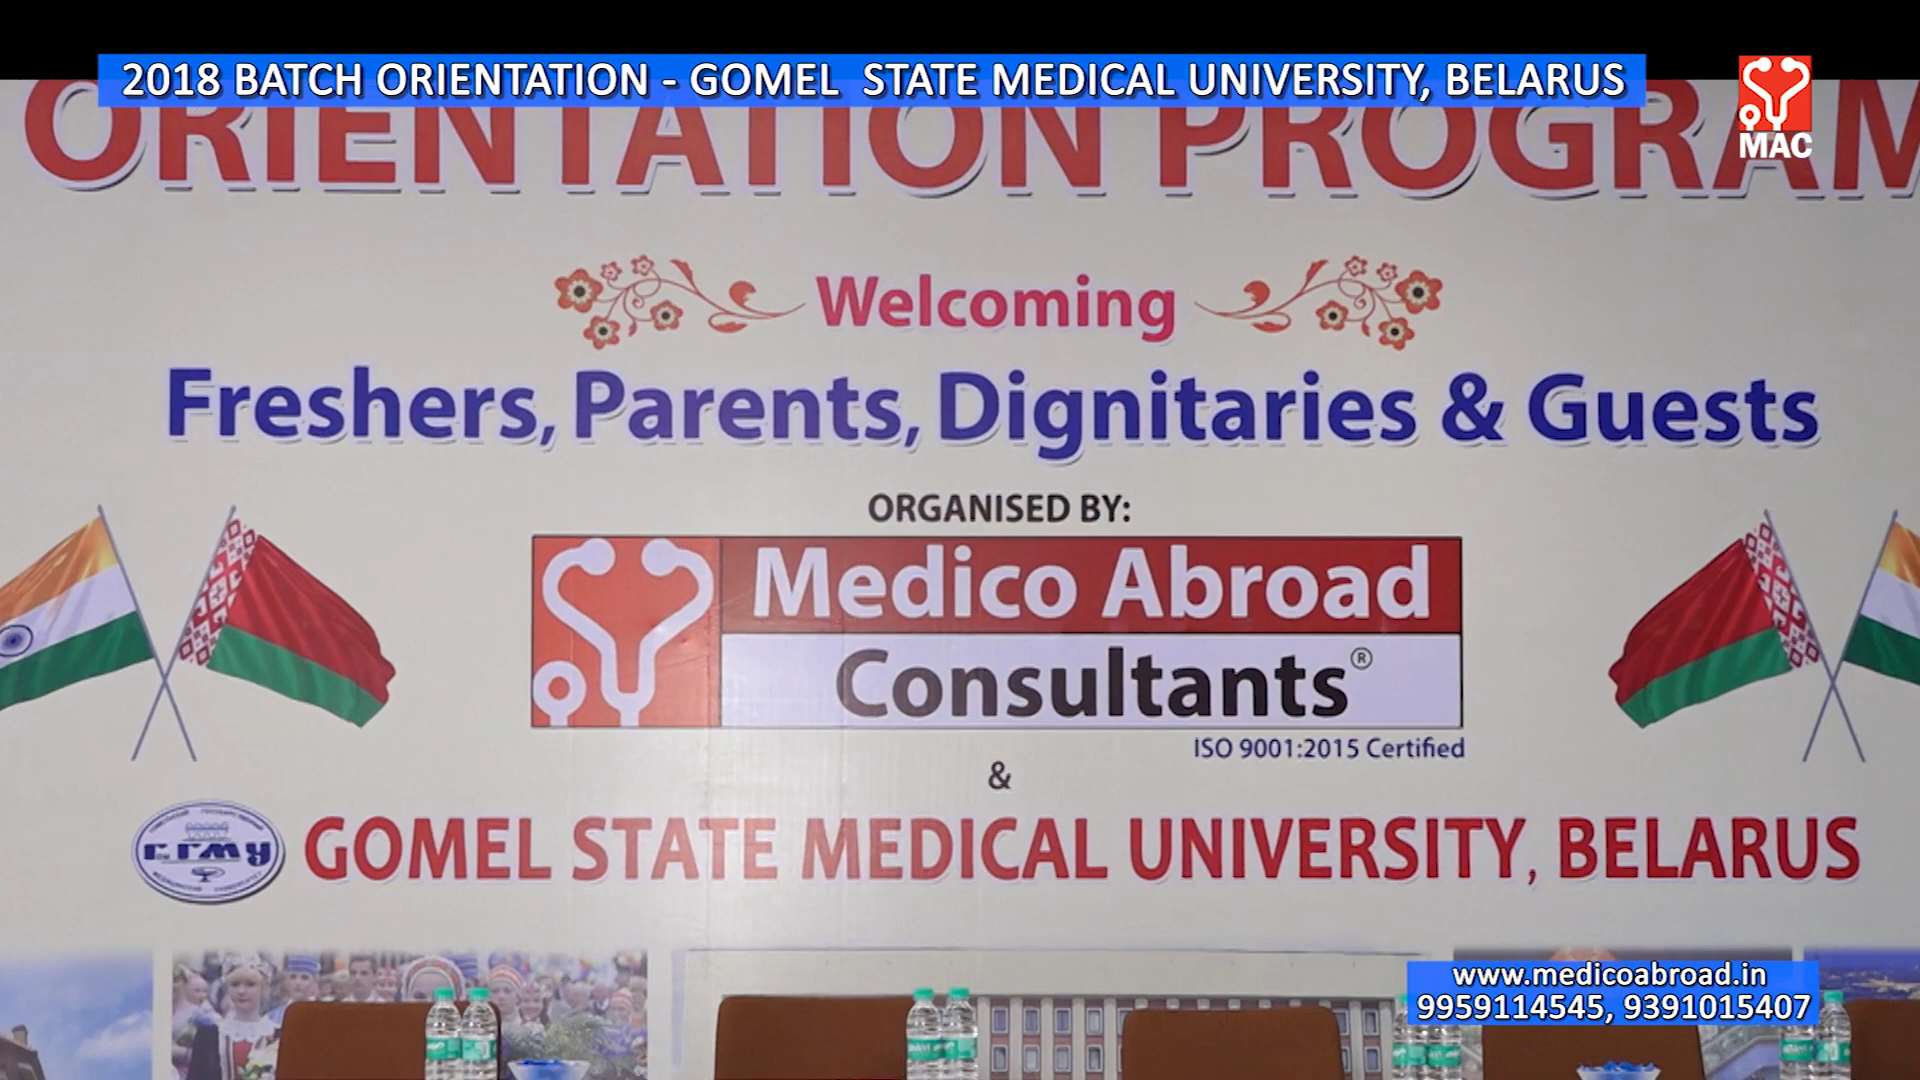 2018 BATCH ORIENTATION - GOMEL STATE MEDICAL UNIVERSITY, BELARUS
MAC
ORIENTATION PROGRAM
Welcoming
Freshers, Parents, Dignitaries & Guests
ORGANISED BY:
Medico Abroad
Consultants®
ISO 9001:2015 Certified
&
ГГМУ
GOMEL STATE MEDICAL UNIVERSITY, BELARUS
www.medicoabroad.in
9959114545, 9391015407